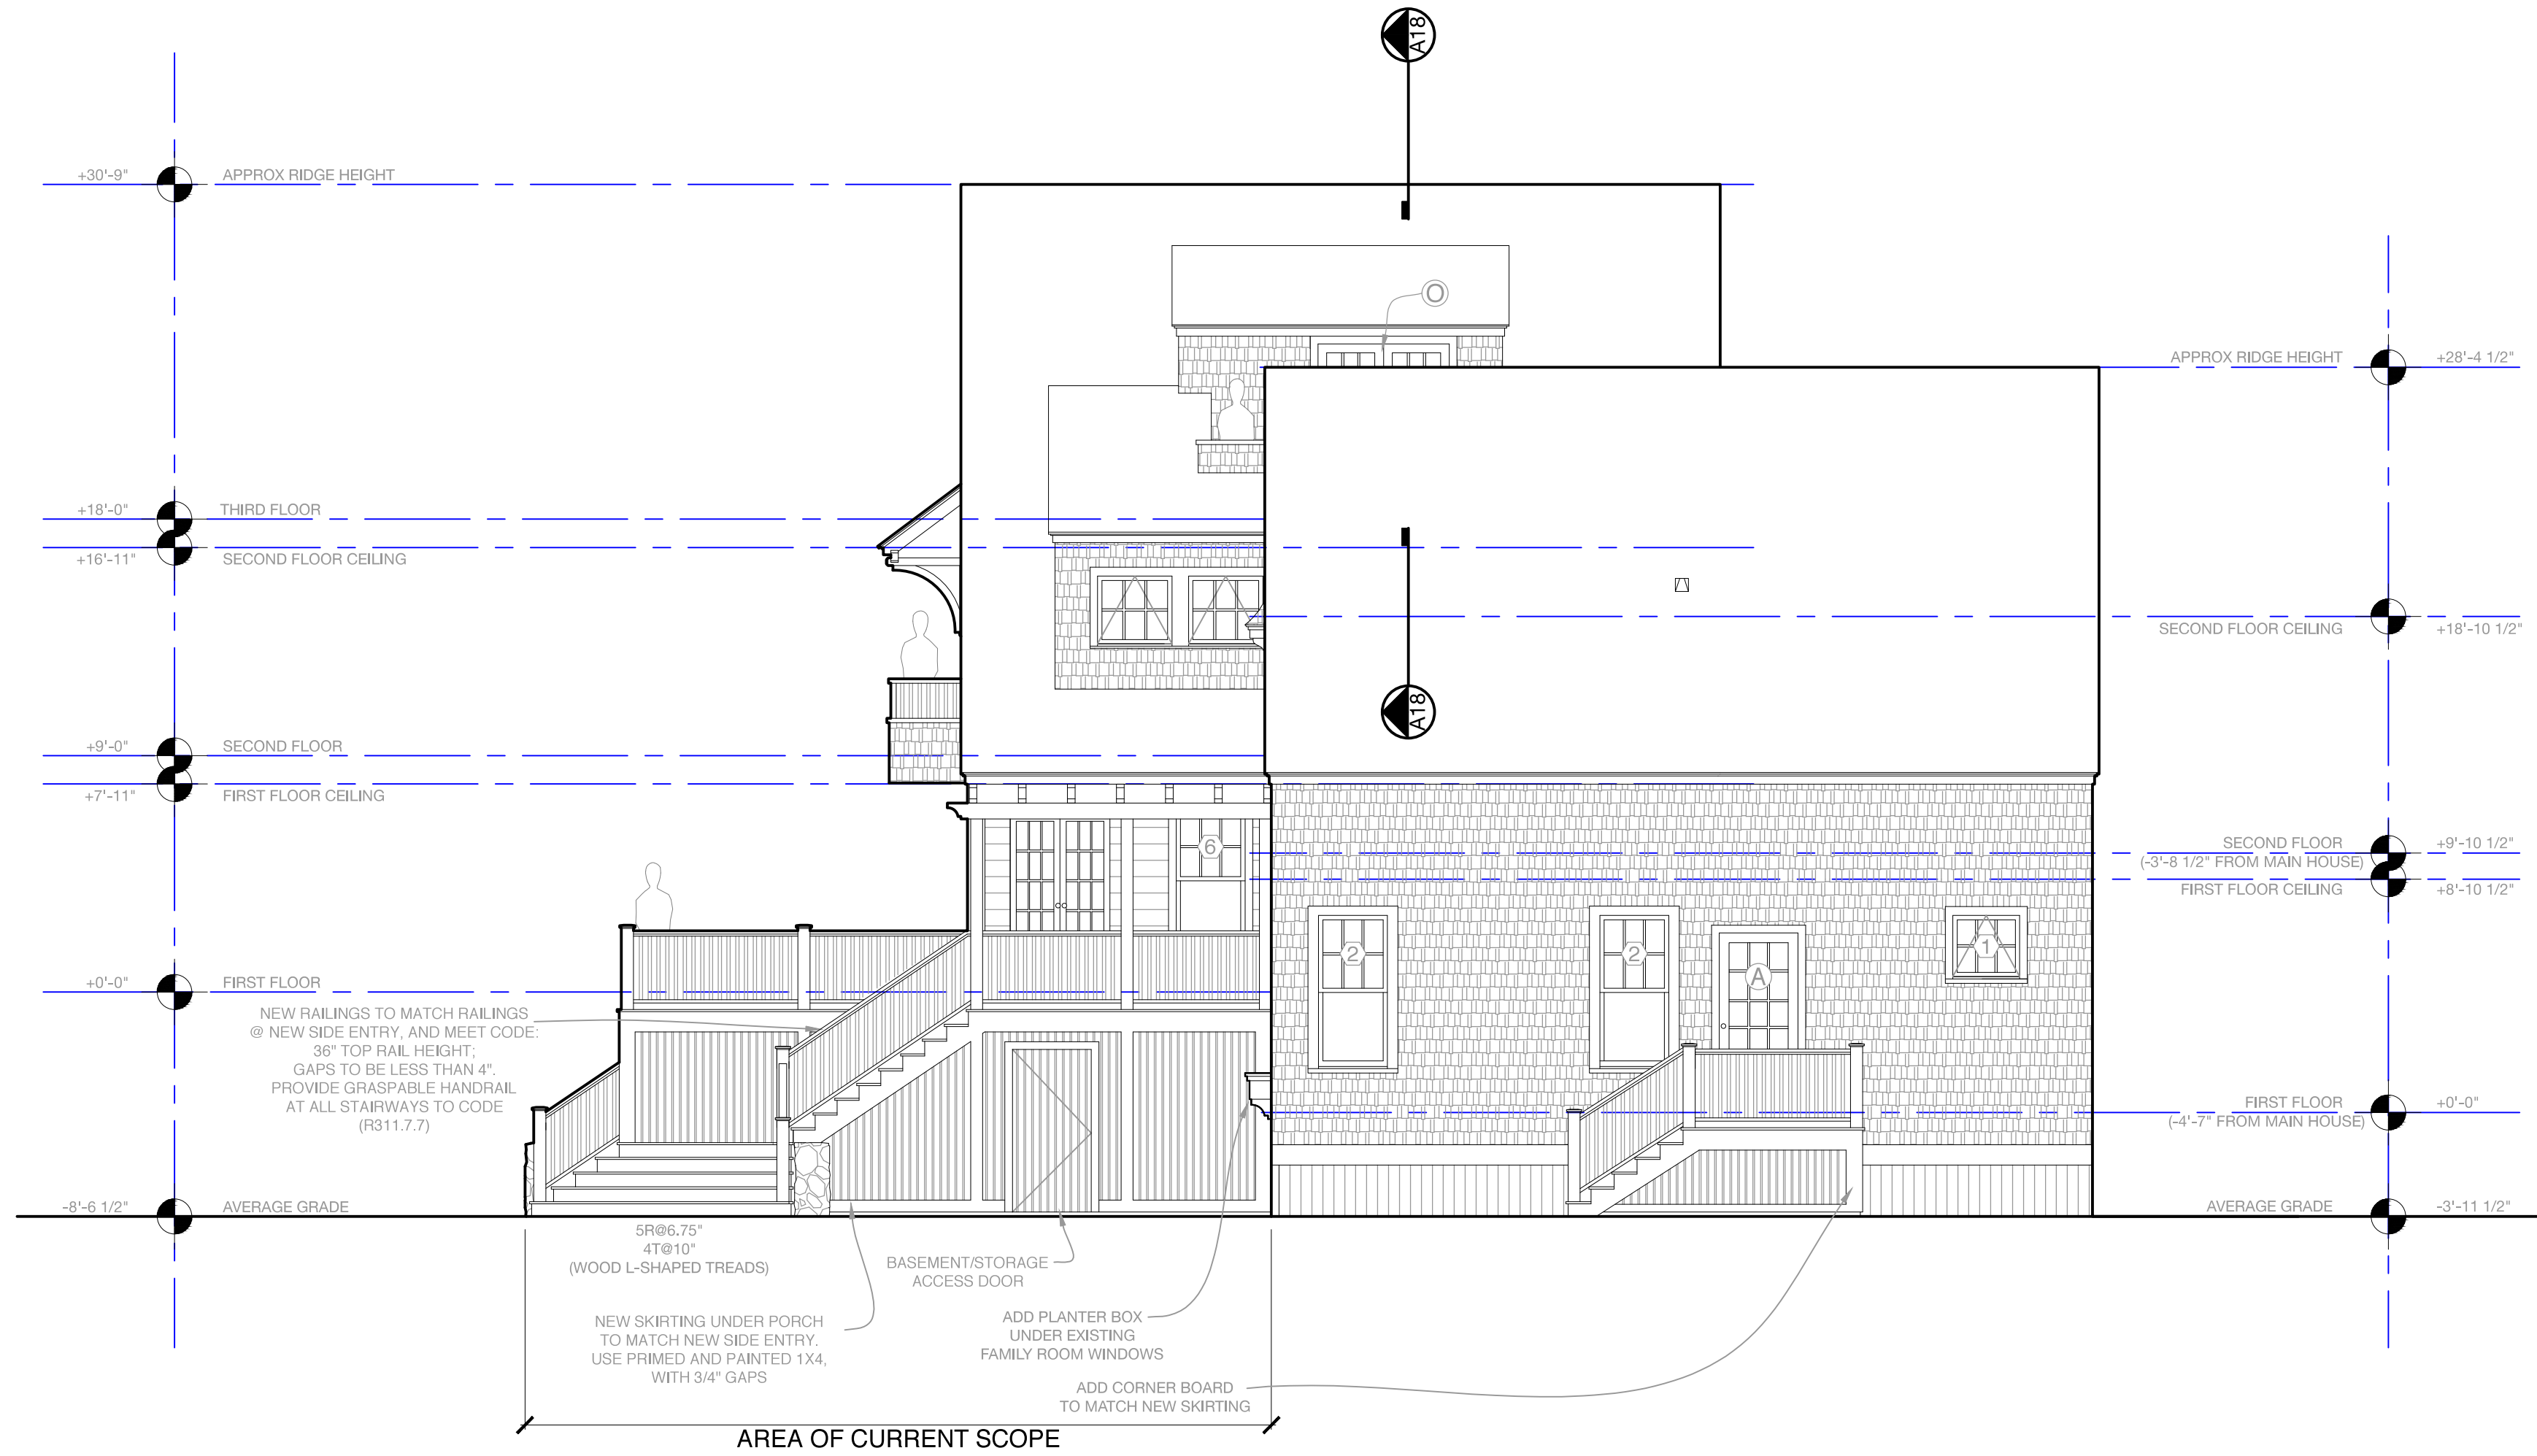 A18
+30'-9"
APPROX RIDGE HEIGHT
O
APPROX RIDGE HEIGHT
+28'-4 1/2"
+18'-0"
THIRD FLOOR
+16'-11"
SECOND FLOOR CEILING
SECOND FLOOR CEILING
+18'-10 1/2"
A18
+9'-0"
SECOND FLOOR
+7'-11"
FIRST FLOOR CEILING
6
SECOND FLOOR
+9'-10 1/2"
(-3'-8 1/2" FROM MAIN HOUSE)
FIRST FLOOR CEILING
+8'-10 1/2"
2
2
A
1
+0'-0"
FIRST FLOOR
NEW RAILINGS TO MATCH RAILINGS
@ NEW SIDE ENTRY, AND MEET CODE:
36" TOP RAIL HEIGHT;
GAPS TO BE LESS THAN 4".
PROVIDE GRASPABLE HANDRAIL
AT ALL STAIRWAYS TO CODE
(R311.7.7)
FIRST FLOOR
+0'-0"
(-4'-7" FROM MAIN HOUSE)
-8'-6 1/2"
AVERAGE GRADE
AVERAGE GRADE
-3'-11 1/2"
5R@6.75"
4T@10"
(WOOD L-SHAPED TREADS)
BASEMENT/STORAGE
ACCESS DOOR
NEW SKIRTING UNDER PORCH
TO MATCH NEW SIDE ENTRY.
USE PRIMED AND PAINTED 1X4,
WITH 3/4" GAPS
ADD PLANTER BOX
UNDER EXISTING
FAMILY ROOM WINDOWS
ADD CORNER BOARD
TO MATCH NEW SKIRTING
AREA OF CURRENT SCOPE